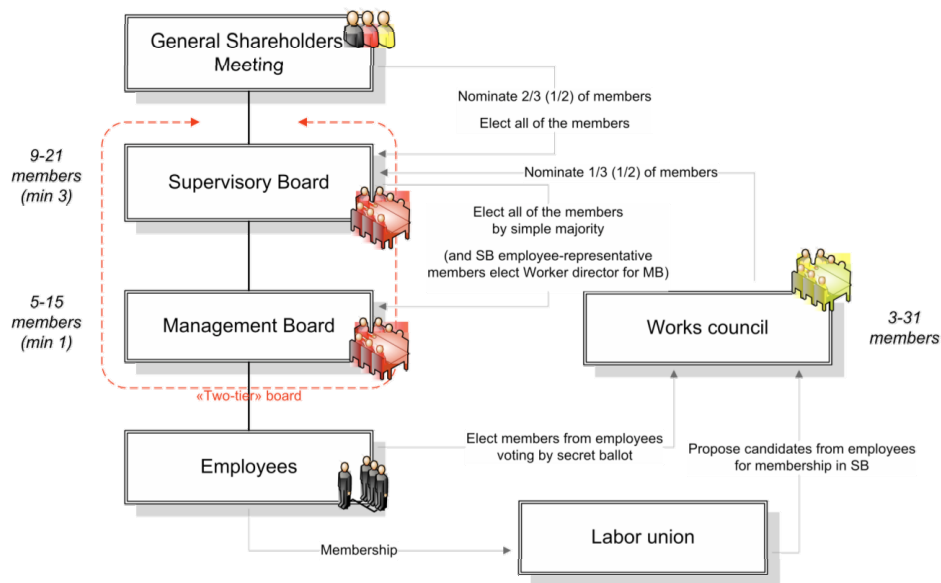 General Shareholders
Meeting
Nominate 2/3 (1/2) of members
Elect all of the members
9-21
members
(min 3)
Supervisory Board
Nominate 1/3 (1/2) of members
Elect all of the members
by simple majority
(and SB employee-representative
members elect Worker director for MB)
5-15
members
(min 1)
Management Board
Works council
3-31
members
«Two-tier» board
Employees
Elect members from employees
voting by secret ballot
Propose candidates from employees
for membership in SB
Labor union
Membership